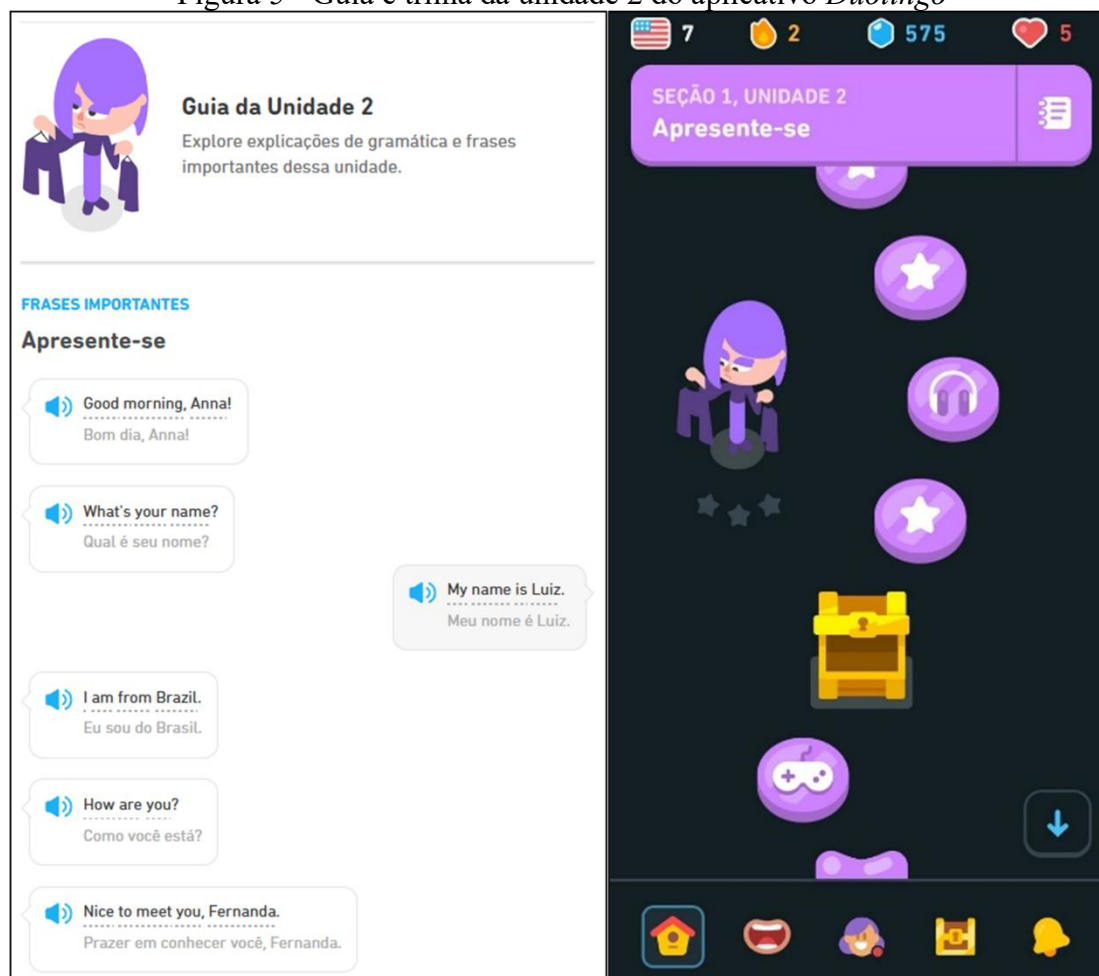 Figura 3 - Guia e trilha da unidade 2 do aplicativo Duolingo
Guia da Unidade 2
Explore explicações de gramática e frases
importantes dessa unidade.
FRASES IMPORTANTES
Apresente-se
Good morning, Anna!
Bom dia, Anna!
What's your name?
Qual é seu nome?
My name is Luiz.
Meu nome é Luiz.
I am from Brazil.
Eu sou do Brasil.
How are you?
Como você está?
Nice to meet you, Fernanda.
Prazer em conhecer você, Fernanda.
7
2
575
5
SEÇÃO 1, UNIDADE 2
Apresente-se